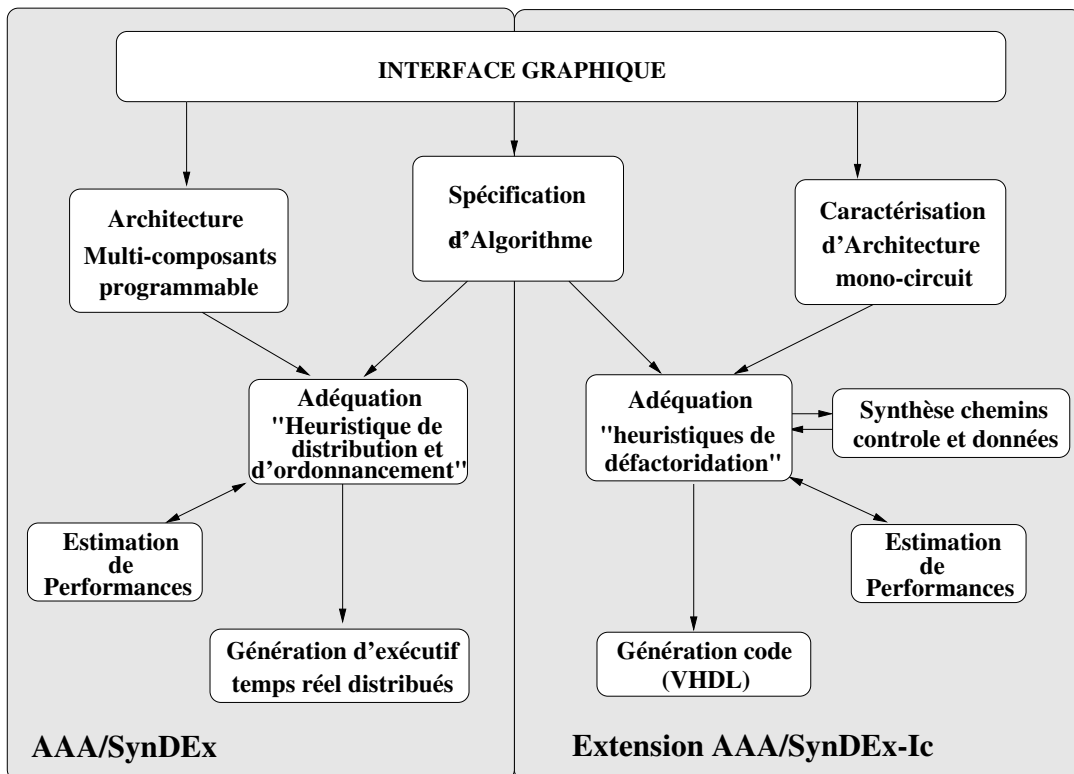 INTERFACE GRAPHIQUE
Architecture
Multi-composants
programmable
Spécification
d'Algorithme
Caractérisation
d'Architecture
mono-circuit
Adéquation
"Heuristique de
distribution et
d'ordonnancement"
Adéquation
"heuristiques de
défactoridation"
Synthèse chemins
controle et données
Estimation
de
Performances
Estimation
de
Performances
Génération d'exécutif
temps réel distribués
Génération code
(VHDL)
AAA/SynDEx
Extension AAA/SynDEx-Ic